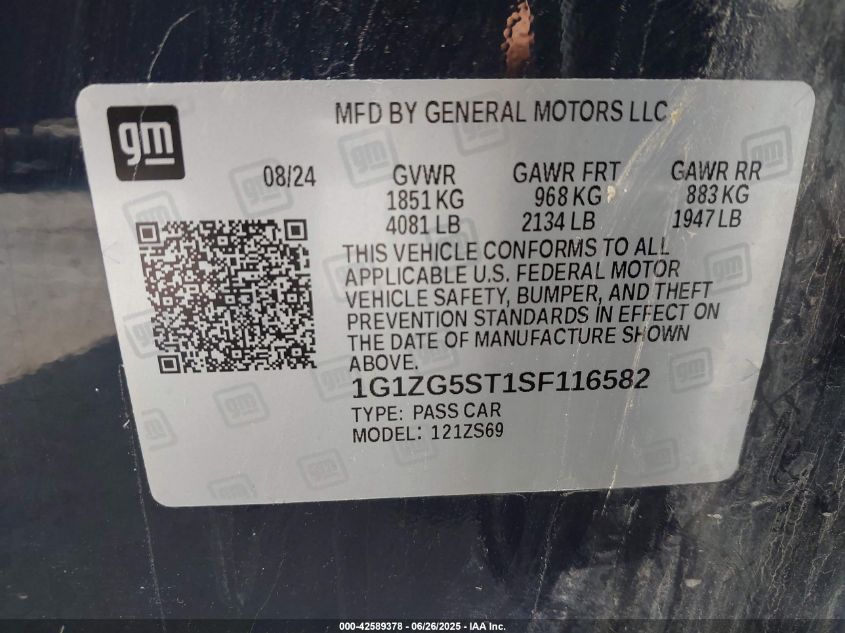 gm
MFD BY GENERAL MOTORS LLC
08/24
GVWR GAWR FRT GAWR RR
1851 KG 968 KG 883 KG
4081 LB 2134 LB 1947 LB
THIS VEHICLE CONFORMS TO ALL
APPLICABLE U.S. FEDERAL MOTOR
VEHICLE SAFETY, BUMPER, AND THEFT
PREVENTION STANDARDS IN EFFECT ON
THE DATE OF MANUFACTURE SHOWN
ABOVE.
1G1ZG5ST1SF116582
TYPE: PASS CAR
MODEL: 121ZS69
000-42589378 - 06/26/2025 - IAA Inc.